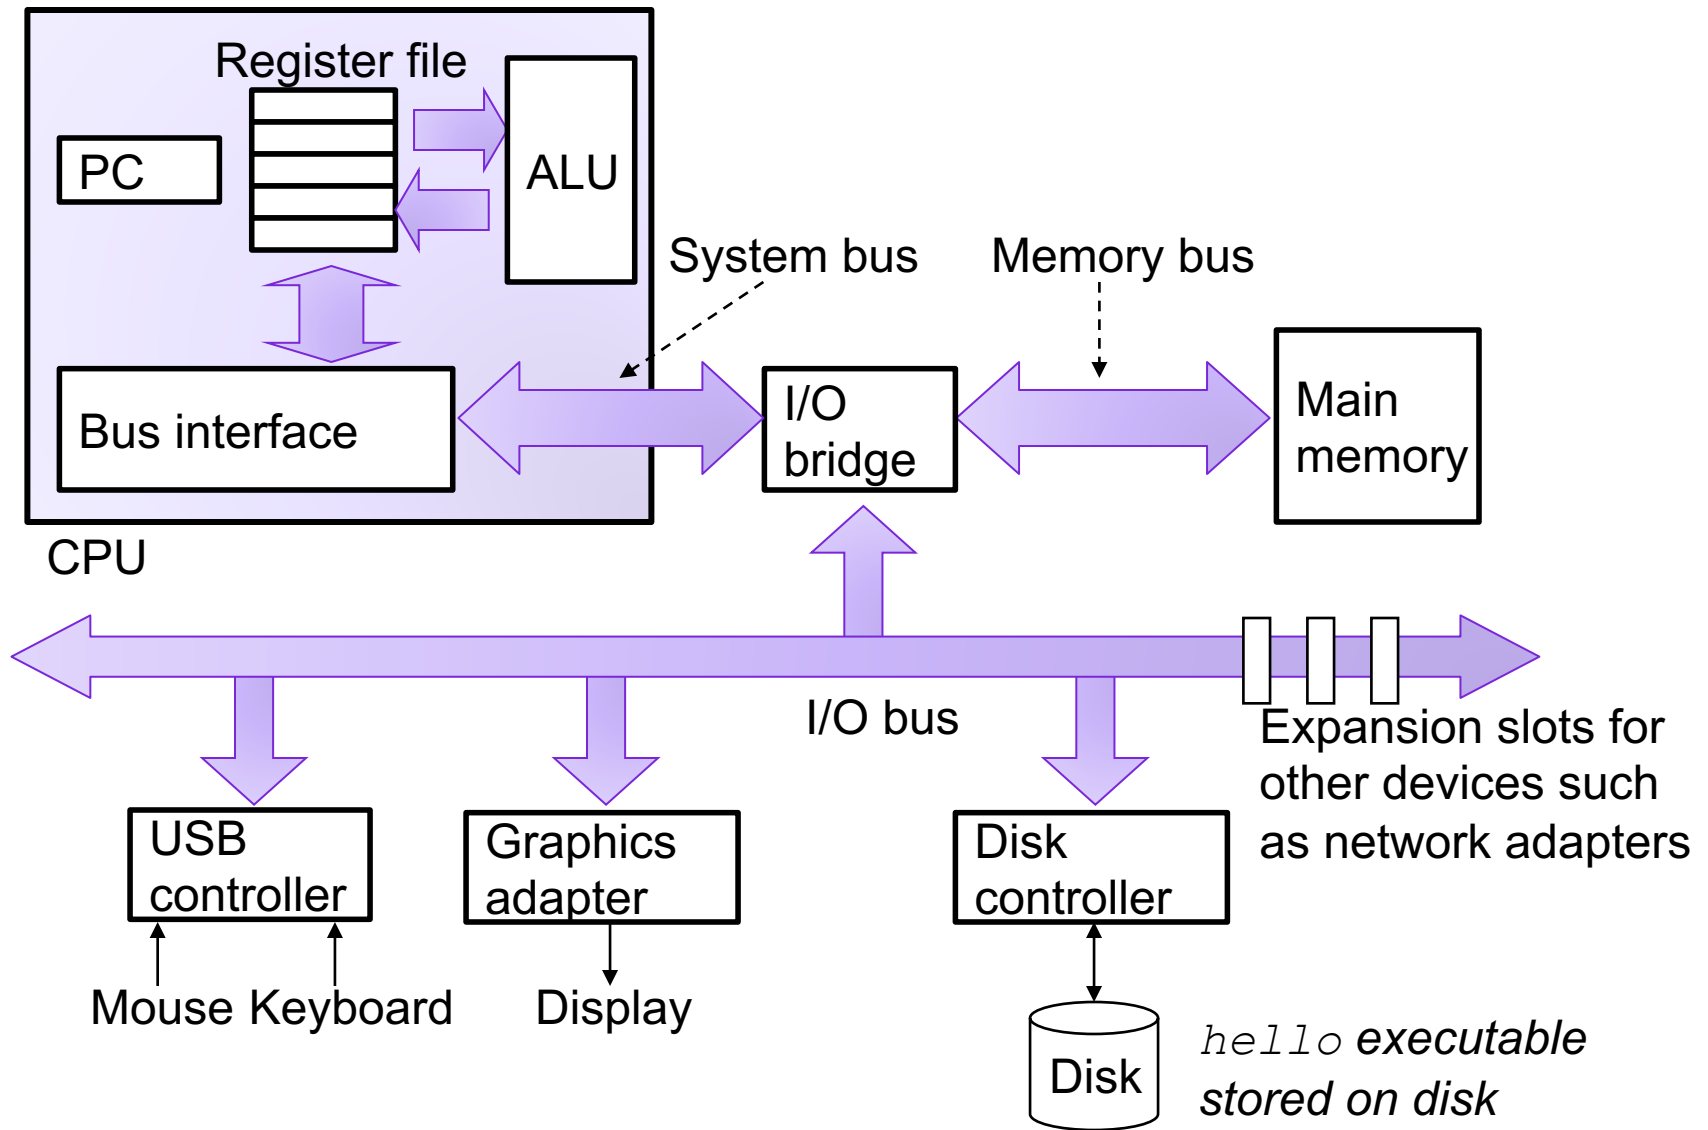 Register file
PC
ALU
System bus
Memory bus
Bus interface
I/O
bridge
Main
memory
CPU
I/O bus
Expansion slots for
other devices such
as network adapters
USB
controller
Graphics
adapter
Disk
controller
Mouse
Keyboard
Display
Disk
hello executable
stored on disk